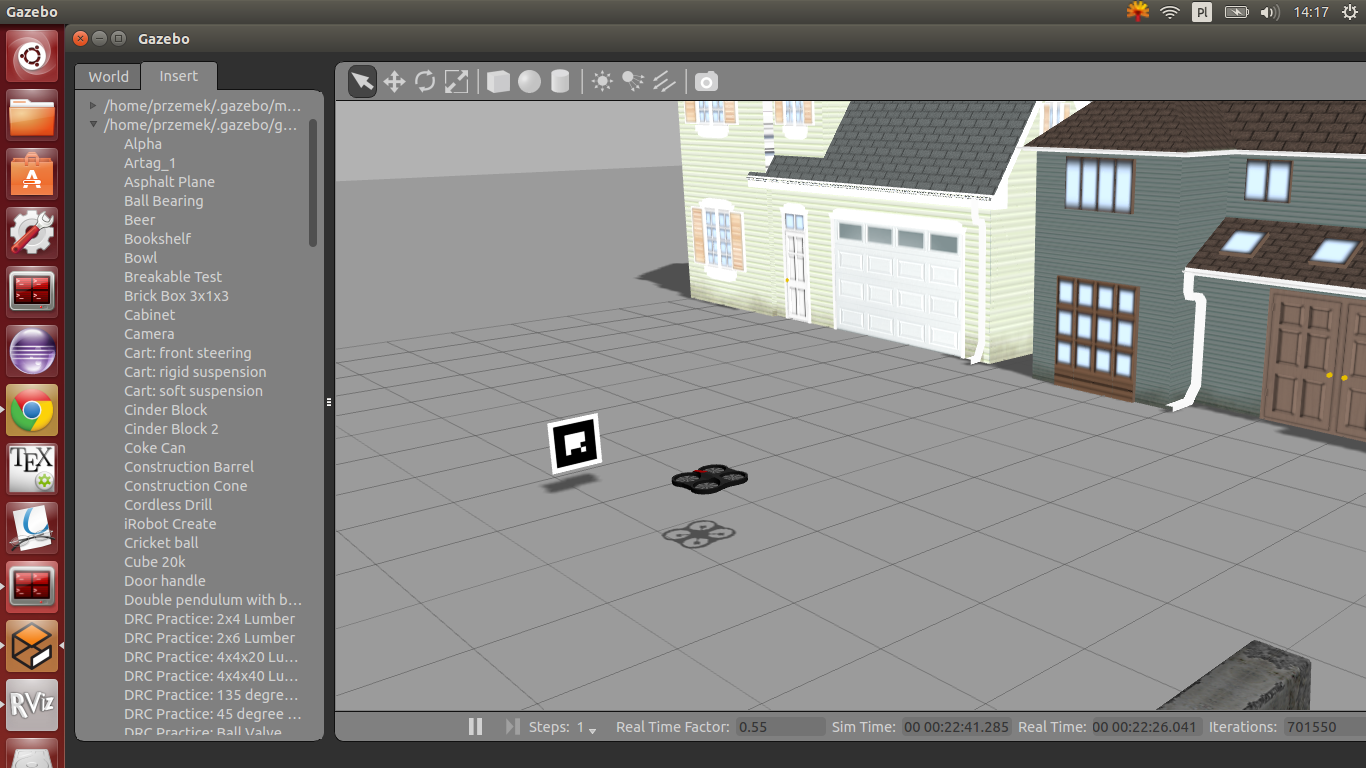 Gazebo
Pl
14:17
Gazebo
World
Insert
/home/przemek/.gazebo/m...
/home/przemek/.gazebo/g...
Alpha
Artag_1
Asphalt Plane
Ball Bearing
Beer
Bookshelf
Bowl
Breakable Test
Brick Box 3x1x3
Cabinet
Camera
Cart: front steering
Cart: rigid suspension
Cart: soft suspension
Cinder Block
Cinder Block 2
Coke Can
Construction Barrel
Construction Cone
Cordless Drill
iRobot Create
Cricket ball
Cube 20k
Door handle
Double pendulum with b...
DRC Practice: 2x4 Lumber
DRC Practice: 2x6 Lumber
DRC Practice: 4x4x20 Lu...
DRC Practice: 4x4x40 Lu...
DRC Practice: 135 degre...
DRC Practice: 45 degree ...
DRC Practice: Ball Valve
TEX
RViz
Steps: 1
Real Time Factor: 0.55
Sim Time: 00 00:22:41.285
Real Time: 00 00:22:26.041
Iterations: 701550